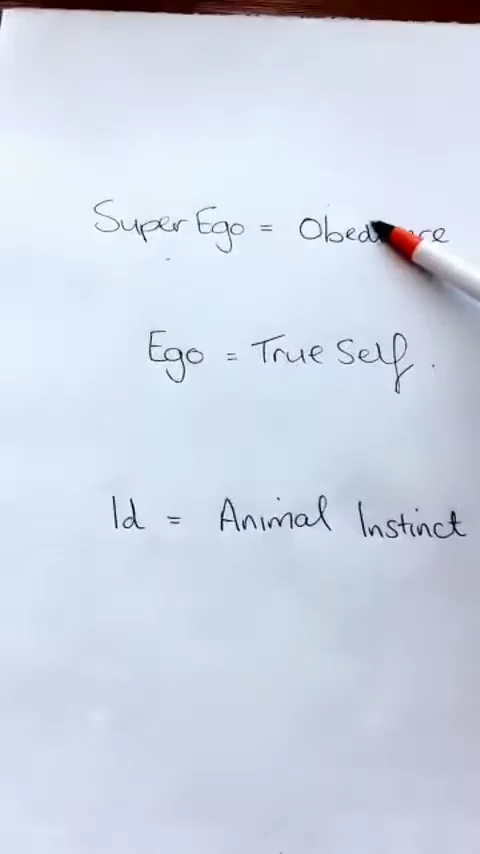 Super Ego =
Ego = True Self.
Id = Animal Instinct